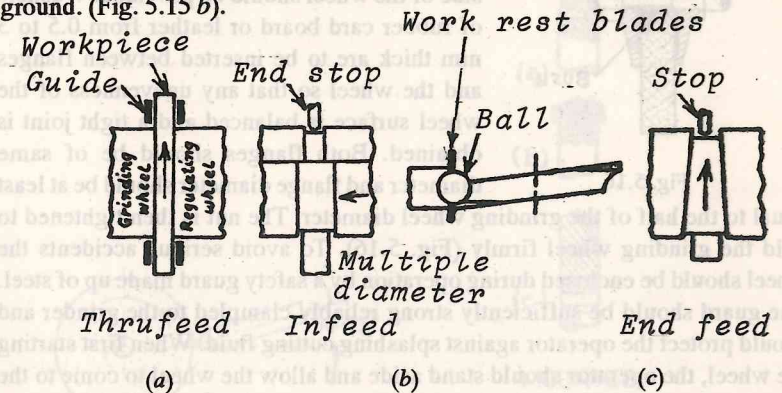 ground. (Fig. 5.15 b).
Work rest blades
Workpiece
Guide
End stop
Stop
Ball
Grinding wheel
Regulating wheel
Multiple
diameter
Thrufeed
Infeed
End feed
(a)
(b)
(c)